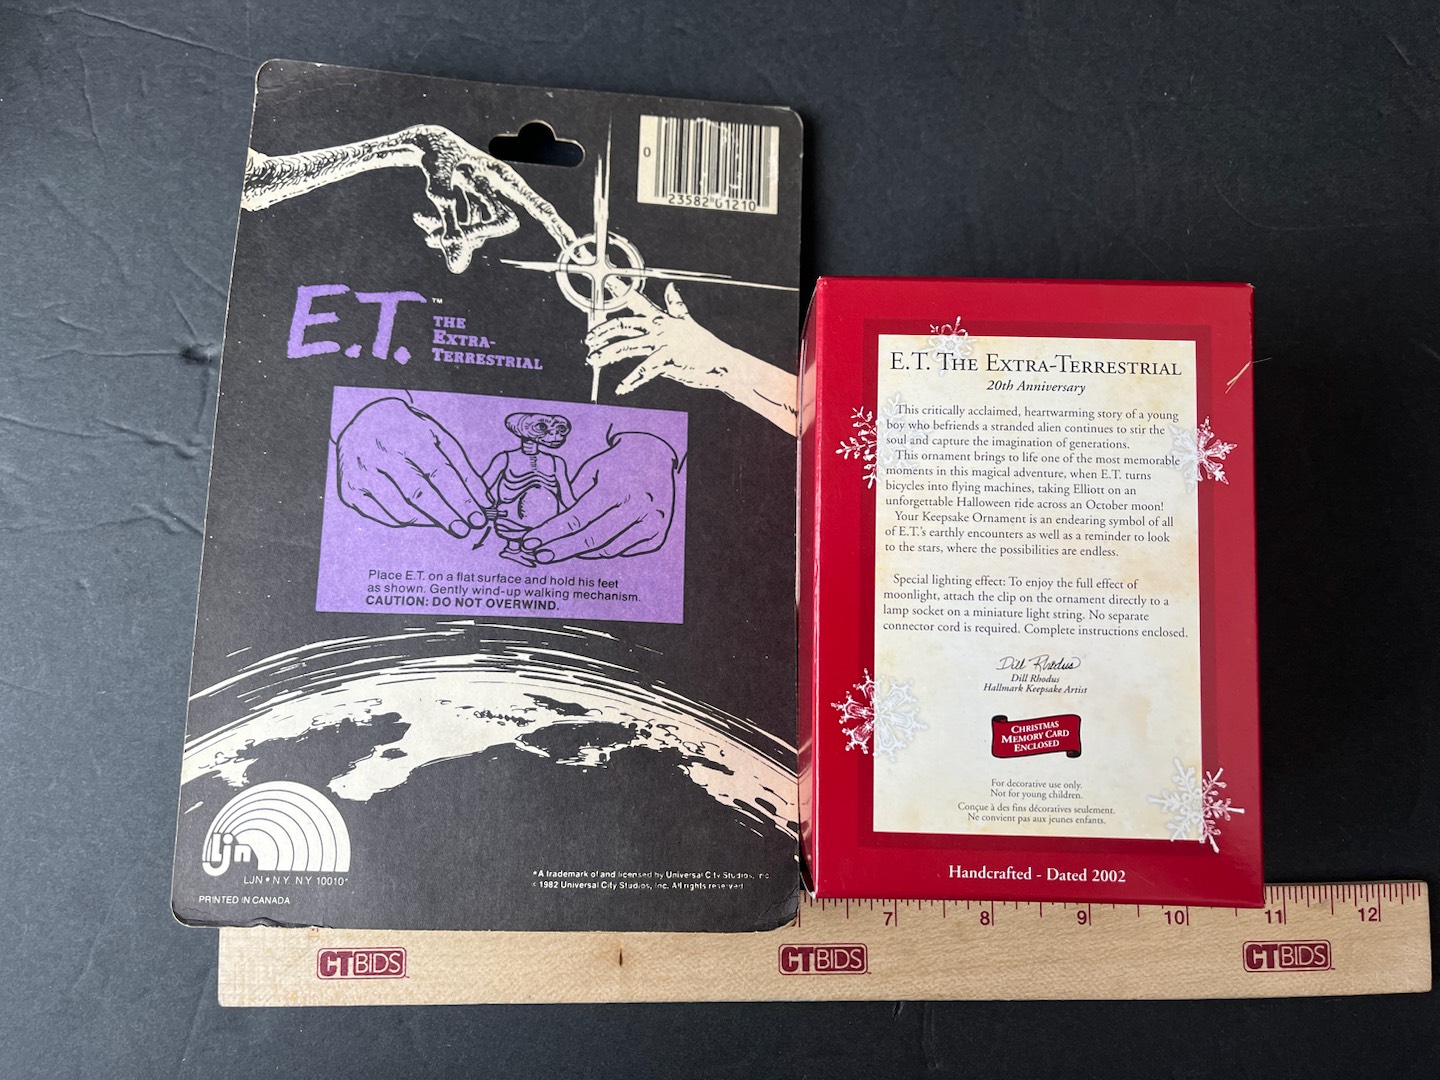 0
23582 01210
E.T.™
THE
EXTRA-
TERRESTRIAL
Place E.T. on a flat surface and hold his feet
as shown. Gently wind-up walking mechanism.
CAUTION: DO NOT OVERWIND.
LJN
LJN • N.Y. N.Y. 10010*
PRINTED IN CANADA
*A trademark of and licensed by Universal City Studios, Inc.
© 1982 Universal City Studios, Inc. All rights reserved.
E.T. THE EXTRA-TERRESTRIAL
20th Anniversary
This critically acclaimed, heartwarming story of a young
boy who befriends a stranded alien continues to stir the
soul and capture the imagination of generations.
This ornament brings to life one of the most memorable
moments in this magical adventure, when E.T. turns
bicycles into flying machines, taking Elliott on an
unforgettable Halloween ride across an October moon!
Your Keepsake Ornament is an endearing symbol of all
of E.T.'s earthly encounters as well as a reminder to look
to the stars, where the possibilities are endless.
Special lighting effect: To enjoy the full effect of
moonlight, attach the clip on the ornament directly to a
lamp socket on a miniature light string. No separate
connector cord is required. Complete instructions enclosed.
Dill Rhodus
Dill Rhodus
Hallmark Keepsake Artist
CHRISTMAS
MEMORY CARD
ENCLOSED
For decorative use only.
Not for young children.
Conçue à des fins décoratives seulement.
Ne convient pas aux jeunes enfants.
Handcrafted - Dated 2002
7 8 9 10 11 12
CTBIDS CTBIDS CTBIDS